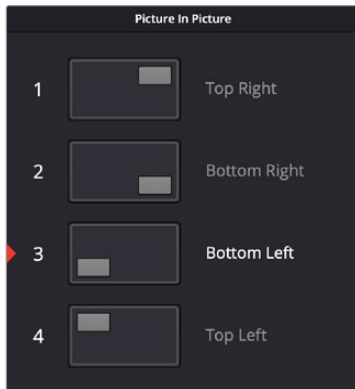 Picture In Picture
1 Top Right
2 Bottom Right
3 Bottom Left
4 Top Left